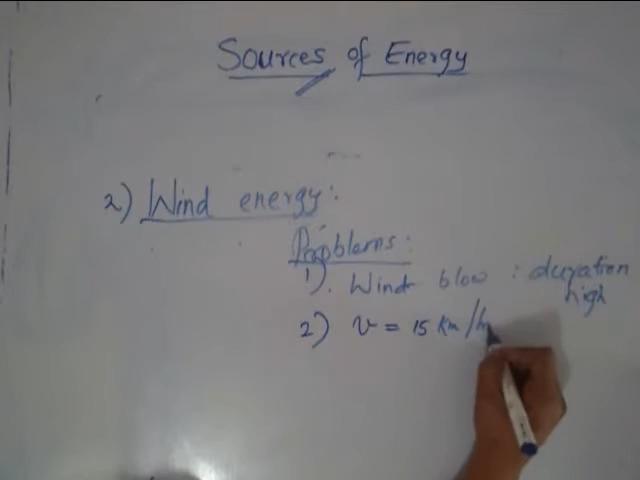 Sources of Energy
2) Wind energy:
Problems:
1). Wind blow : duration
high
2) v = 15 km/h